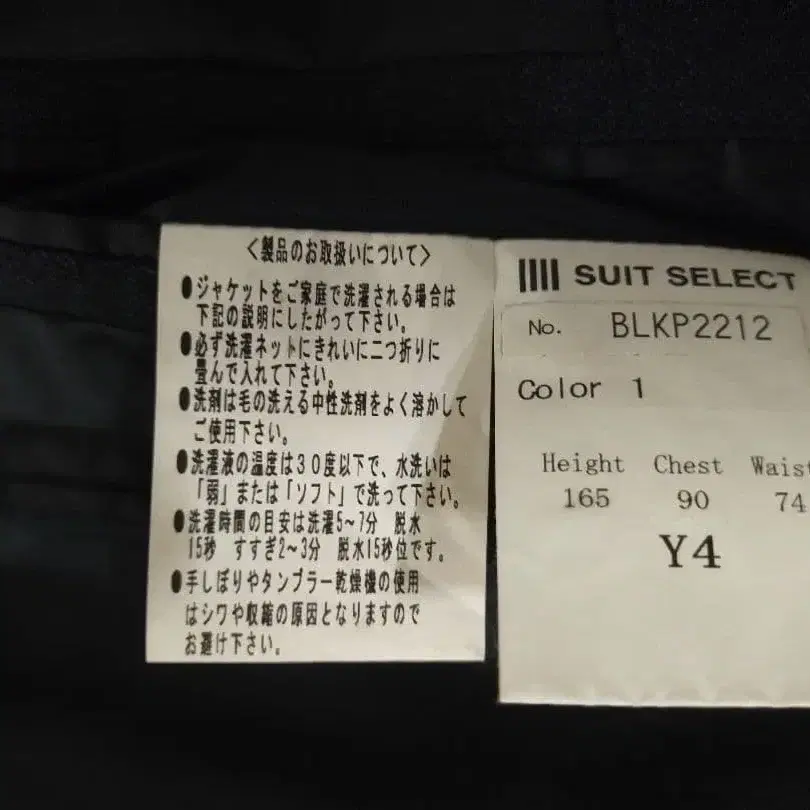 〈製品のお取扱いについて〉
●ジャケットをご家庭で洗濯される場合は
下記の説明にしたがって下さい。
●必ず洗濯ネットにきれいに二つ折りに
畳んで入れて下さい。
●洗剤は毛の洗える中性洗剤をよく溶かして
ご使用下さい。
●洗濯液の温度は30度以下で、水洗いは
「弱」または「ソフト」で洗って下さい。
●洗濯時間の目安は洗濯5～7分 脱水
15秒 すすぎ2～3分 脱水15秒位です。
●手しぼりやタンブラー乾燥機の使用
はシワや収縮の原因となりますので
お避け下さい。
SUIT SELECT
No. BLKP2212
Color 1
Height Chest Waist
165 90 74
Y4